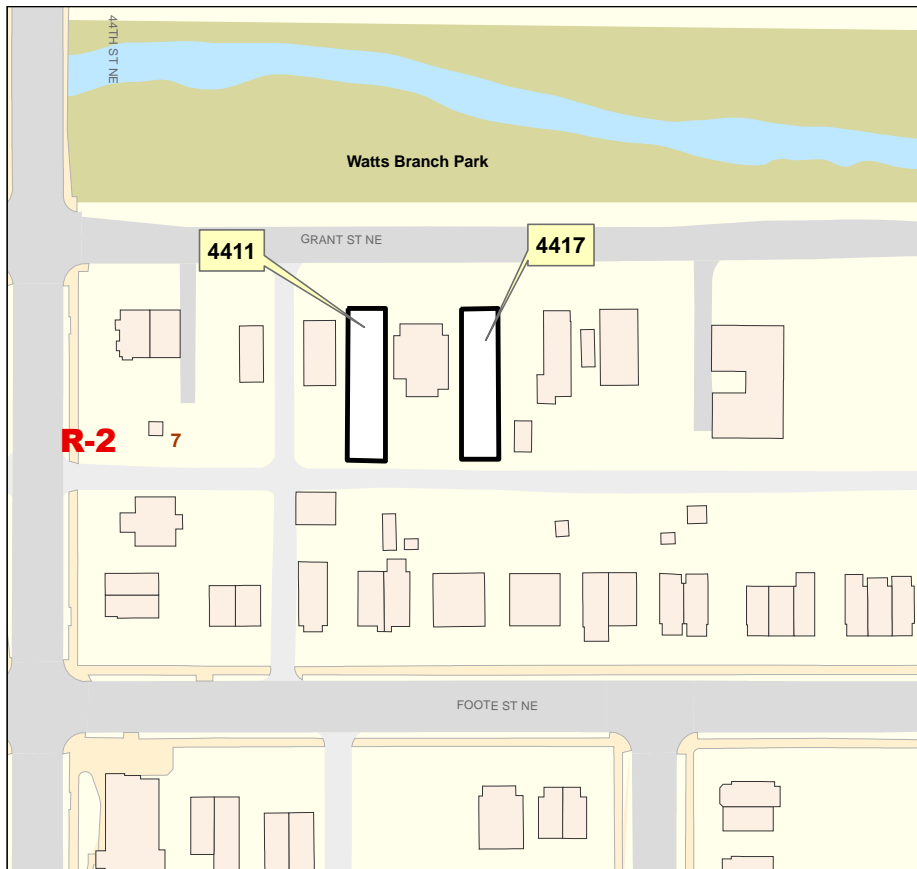 44TH ST NE
Watts Branch Park
GRANT ST NE
4411
4417
R-2
7
FOOTE ST NE